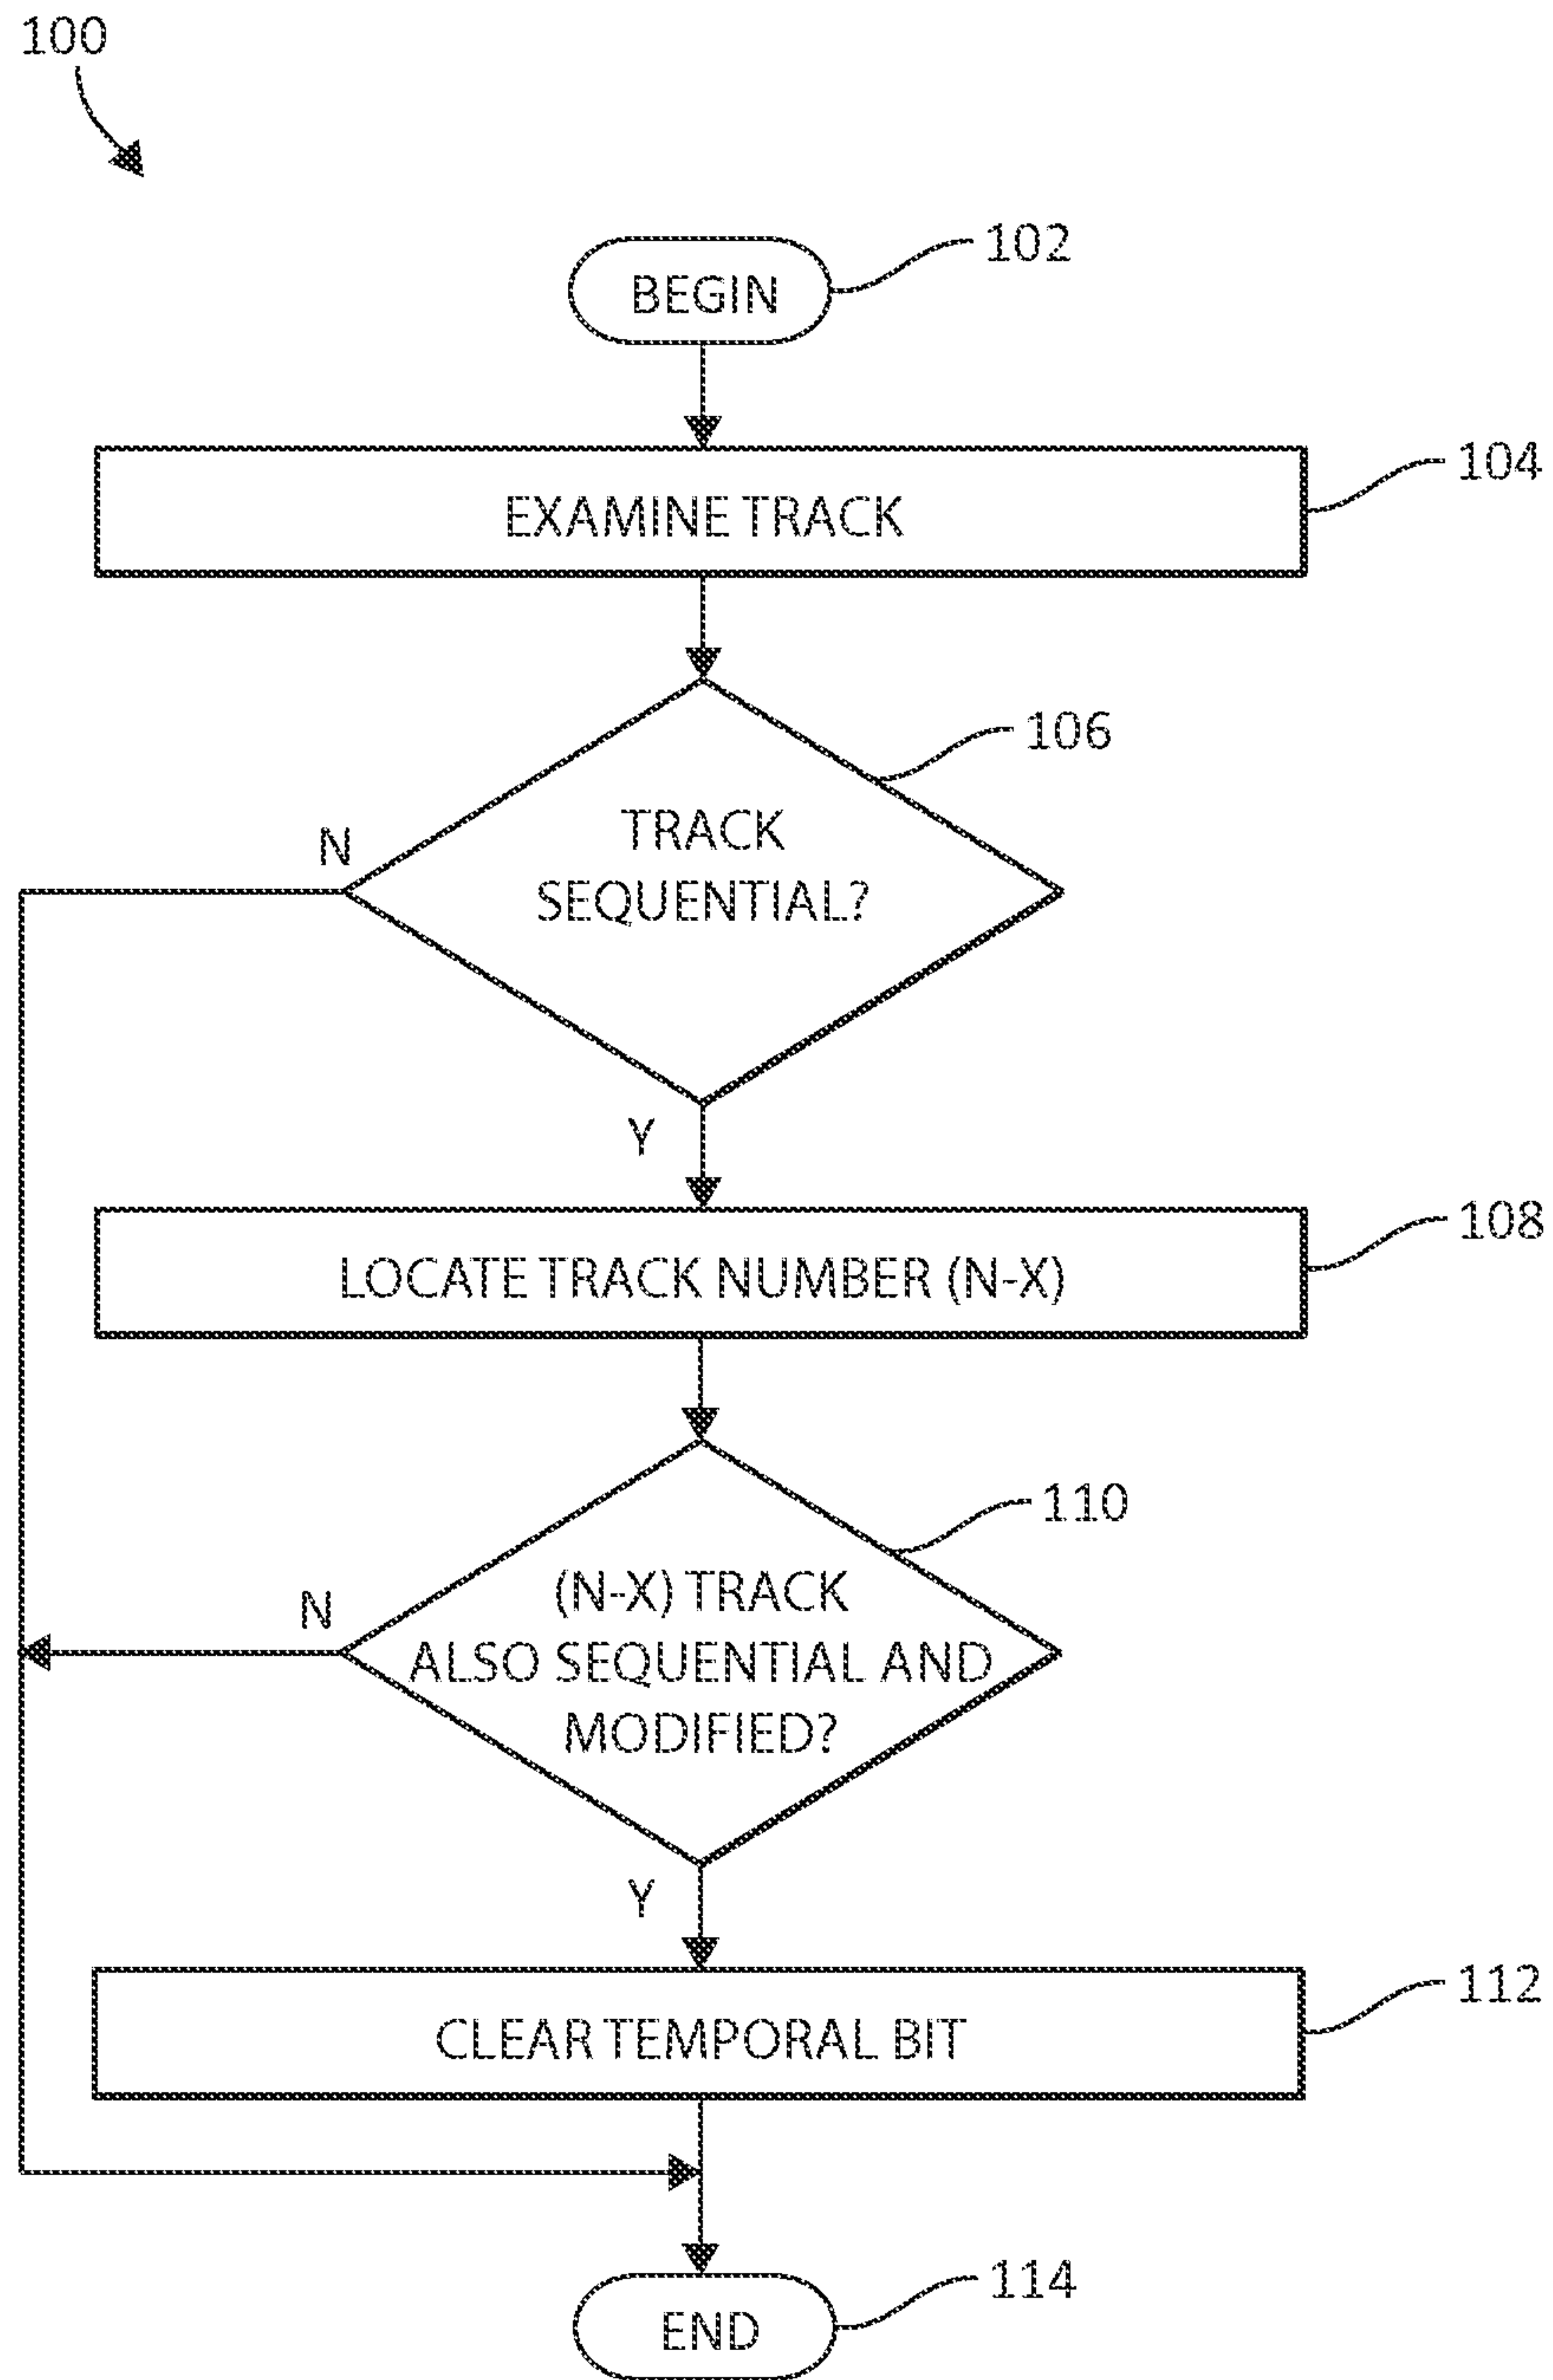 100
BEGIN
102
EXAMINE TRACK
104
106
TRACK
SEQUENTIAL?
N
Y
LOCATE TRACK NUMBER (N-X)
108
110
(N-X) TRACK
ALSO SEQUENTIAL AND
MODIFIED?
N
Y
CLEAR TEMPORAL BIT
112
END
114